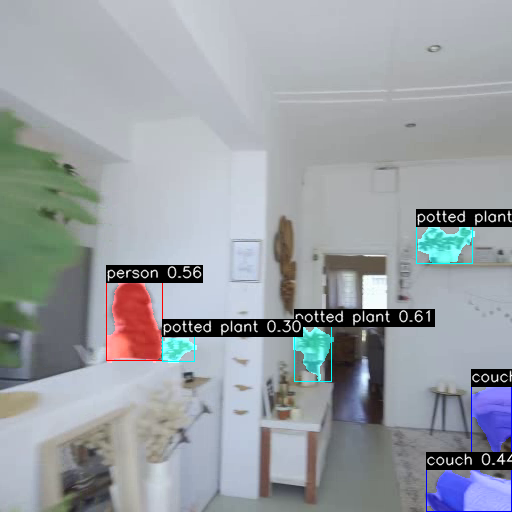 potted plant
person 0.56
potted plant 0.61
potted plant 0.30
couch
couch 0.44